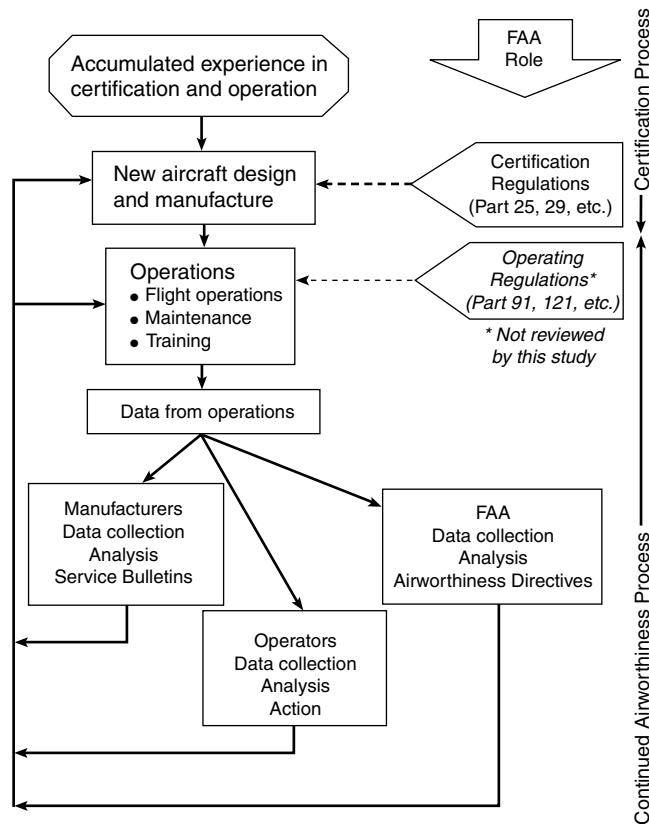 Accumulated experience in
certification and operation
FAA
Role
New aircraft design
and manufacture
Certification
Regulations
(Part 25, 29, etc.)
Operations
• Flight operations
• Maintenance
• Training
Operating
Regulations*
(Part 91, 121, etc.)
* Not reviewed
by this study
Data from operations
Manufacturers
Data collection
Analysis
Service Bulletins
Operators
Data collection
Analysis
Action
FAA
Data collection
Analysis
Airworthiness Directives
Certification Process
Continued Airworthiness Process